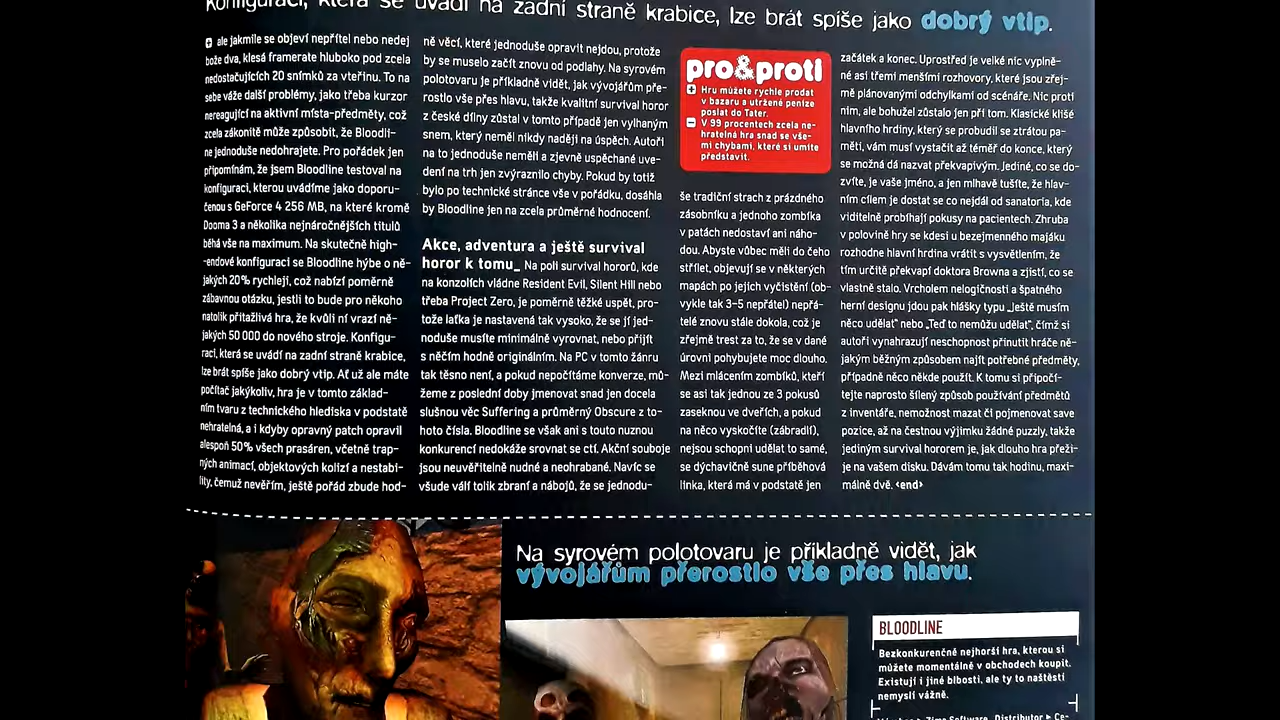 Konfiguraci, která se uvádí na zadní straně krabice, lze brát spíše jako dobrý vtip.
ale jakmile se objeví nepřítel nebo nedej
bože dva, klesá framerate hluboko pod zcela
nedostačujících 20 snímků za vteřinu. To na
sebe váže další problémy, jako třeba kurzor
nereagující na aktivní místa-předměty, což
zcela zákonitě může způsobit, že Bloodli-
ne jednoduše nedohrajete. Pro pořádek jen
připomínám, že jsem Bloodline testoval na
konfiguraci, kterou uvádíme jako doporu-
čenou s GeForce 4 256 MB, na které kromě
Dooma 3 a několika nejnáročnějších titulů
běhá vše na maximum. Na skutečně high-
-endové konfiguraci se Bloodline hýbe o ně-
jakých 20% rychleji, což nabízí poměrně
zábavnou otázku, jestli to bude pro někoho
natolik přitažlivá hra, že kvůli ní vrazí ně-
jakých 50 000 do nového stroje. Konfigu-
raci, která se uvádí na zadní straně krabice,
lze brát spíše jako dobrý vtip. Ať už ale máte
počítač jakýkoliv, hra je v tomto základ-
ním tvaru z technického hlediska v podstatě
nehratelná, a i kdyby opravný patch opravil
alespoň 50% všech prasáren, včetně trap-
ných animací, objektových kolizí a nestabi-
lity, čemuž nevěřím, ještě pořád zbude hod-
ně věcí, které jednoduše opravit nejdou, protože
by se muselo začít znovu od podlahy. Na syrovém
polotovaru je příkladně vidět, jak vývojářům pře-
rostlo vše přes hlavu, takže kvalitní survival horor
z české dílny zůstal v tomto případě jen vylhaným
snem, který neměl nikdy naději na úspěch. Autoři
na to jednoduše neměli a zjevně uspěchané uve-
dení na trh jen zvýraznilo chyby. Pokud by totiž
bylo po technické stránce vše v pořádku, dosáhla
by Bloodline jen na zcela průměrné hodnocení.
Akce, adventura a ještě survival
horor k tomu_ Na poli survival hororů, kde
na konzolích vládne Resident Evil, Silent Hill nebo
třeba Project Zero, je poměrně těžké uspět, pro-
tože laťka je nastavená tak vysoko, že se jí jed-
noduše musíte minimálně vyrovnat, nebo přijít
s něčím hodně originálním. Na PC v tomto žánru
tak těsno není, a pokud nepočítáme konverze, mů-
žeme z poslední doby jmenovat snad jen docela
slušnou věc Suffering a průměrný Obscure z to-
hoto čísla. Bloodline se však ani s touto nuznou
konkurencí nedokáže srovnat se ctí. Akční souboje
jsou neuvěřitelně nudné a neohrabané. Navíc se
všude válí tolik zbraní a nábojů, že se jednodu-
pro&proti
Hru můžete rychle prodat
v bazaru a utržené peníze
poslat do Tater.
V 99 procentech zcela ne-
hratelná hra snad se vše-
mi chybami, které si umíte
představit.
še tradiční strach z prázdného
zásobníku a jednoho zombíka
v patách nedostaví ani náho-
dou. Abyste vůbec měli do čeho
střílet, objevují se v některých
mapách po jejich vyčistění (ob-
vykle tak 3–5 nepřátel) nepřá-
telé znovu stále dokola, což je
zřejmě trest za to, že se v dané
úrovni pohybujete moc dlouho.
Mezi mlácením zombíků, kteří
se asi tak jednou ze 3 pokusů
zaseknou ve dveřích, a pokud
na něco vyskočíte (zábradlí),
nejsou schopni udělat to samé,
se dýchavičně sune příběhová
linka, která má v podstatě jen
začátek a konec. Uprostřed je velké nic vyplně-
né asi třemi menšími rozhovory, které jsou zřej-
mě plánovanými odchylkami od scénáře. Nic proti
nim, ale bohužel zůstalo jen při tom. Klasické klišé
hlavního hrdiny, který se probudil se ztrátou pa-
měti, vám musí vystačit až téměř do konce, který
se možná dá nazvat překvapivým. Jediné, co se do-
zvíte, je vaše jméno, a jen mlhavě tušíte, že hlav-
ním cílem je dostat se co nejdál od sanatoria, kde
viditelně probíhají pokusy na pacientech. Zhruba
v polovině hry se kdesi u bezejmenného majáku
rozhodne hlavní hrdina vrátit s vysvětlením, že
tím určitě překvapí doktora Browna a zjistí, co se
vlastně stalo. Vrcholem nelogičnosti a špatného
herní designu jdou pak hlášky typu „Ještě musím
něco udělat" nebo „Teď to nemůžu udělat", čímž si
autoři vynahrazují neschopnost přinutit hráče ně-
jakým běžným způsobem najít potřebné předměty,
případně něco někde použít. K tomu si připočí-
tejte naprosto šílený způsob používání předmětů
z inventáře, nemožnost mazat či pojmenovat save
pozice, až na čestnou výjimku žádné puzzly, takže
jediným survival hororem je, jak dlouho hra přeži-
je na vašem disku. Dávám tomu tak hodinu, maxi-
málně dvě. <end>
Na syrovém polotovaru je příkladně vidět, jak
vývojářům přerostlo vše přes hlavu.
BLOODLINE
Bezkonkurenčně nejhorší hra, kterou si
můžete momentálně v obchodech koupit.
Existují i jiné blbosti, ale ty to naštěstí
nemyslí vážně.
Zima Software Distributor ▶ Ce-